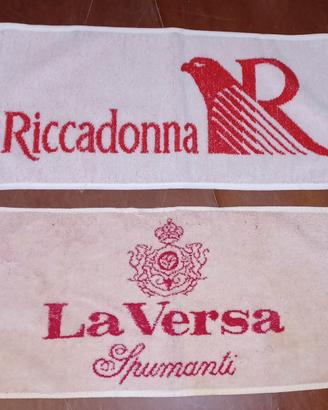 Riccadonna R
La Versa
Spumanti